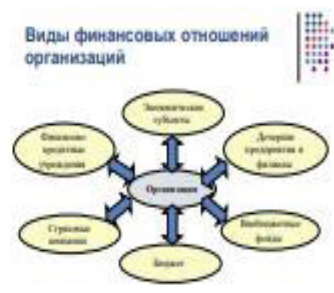 Виды финансовых отношений
организаций
Экономические
субъекты
Финансово
кредитные
учреждения
Дочерние
предприятия и
филиалы
Организация
Страховые
компании
Внебюджетные
фонды
Бюджет